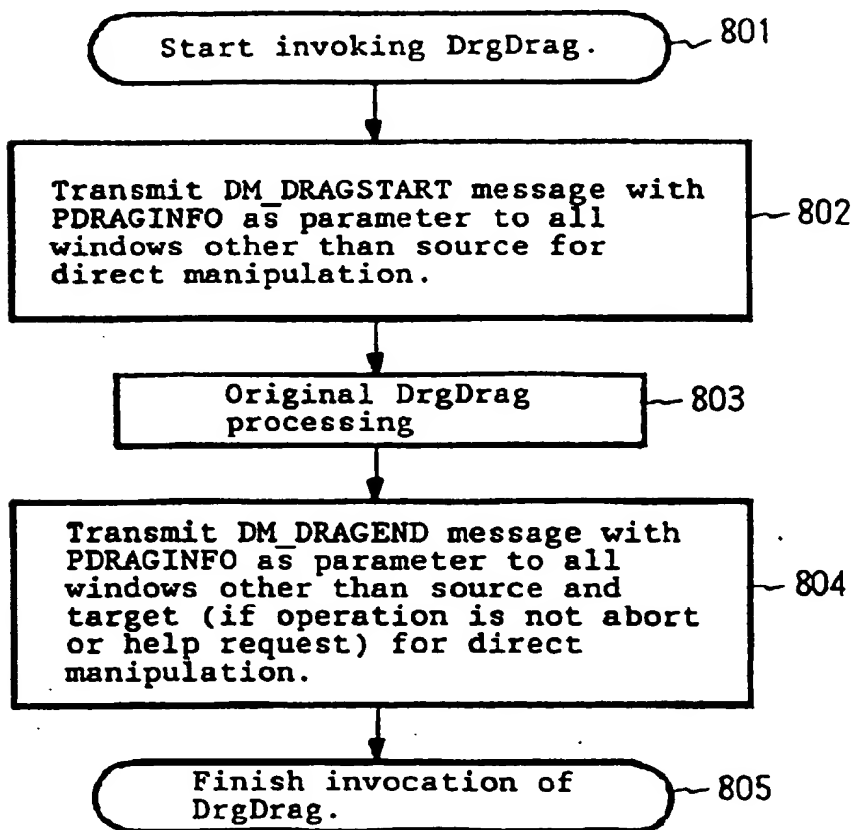 Start invoking DrgDrag.
801
Transmit DM_DRAGSTART message with
PDRAGINFO as parameter to all
windows other than source for
direct manipulation.
802
Original DrgDrag
processing
803
Transmit DM_DRAGEND message with
PDRAGINFO as parameter to all
windows other than source and
target (if operation is not abort
or help request) for direct
manipulation.
804
Finish invocation of
DrgDrag.
805